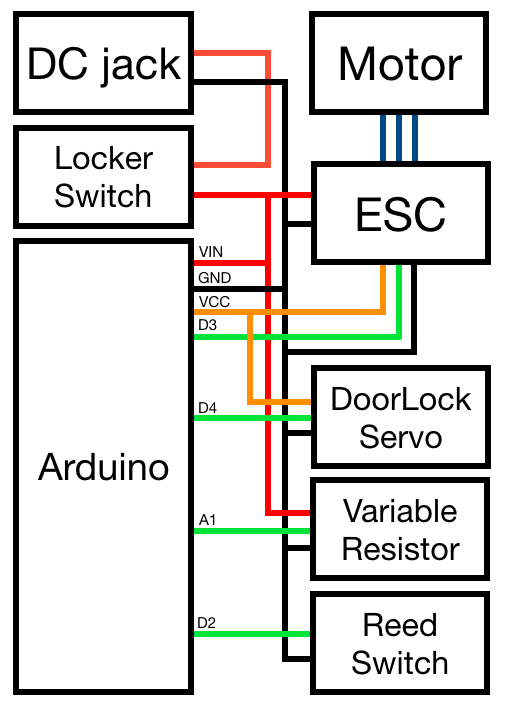 DC jack
Motor
Locker
Switch
ESC
VIN
GND
VCC
D3
D4
Arduino
A1
D2
DoorLock
Servo
Variable
Resistor
Reed
Switch